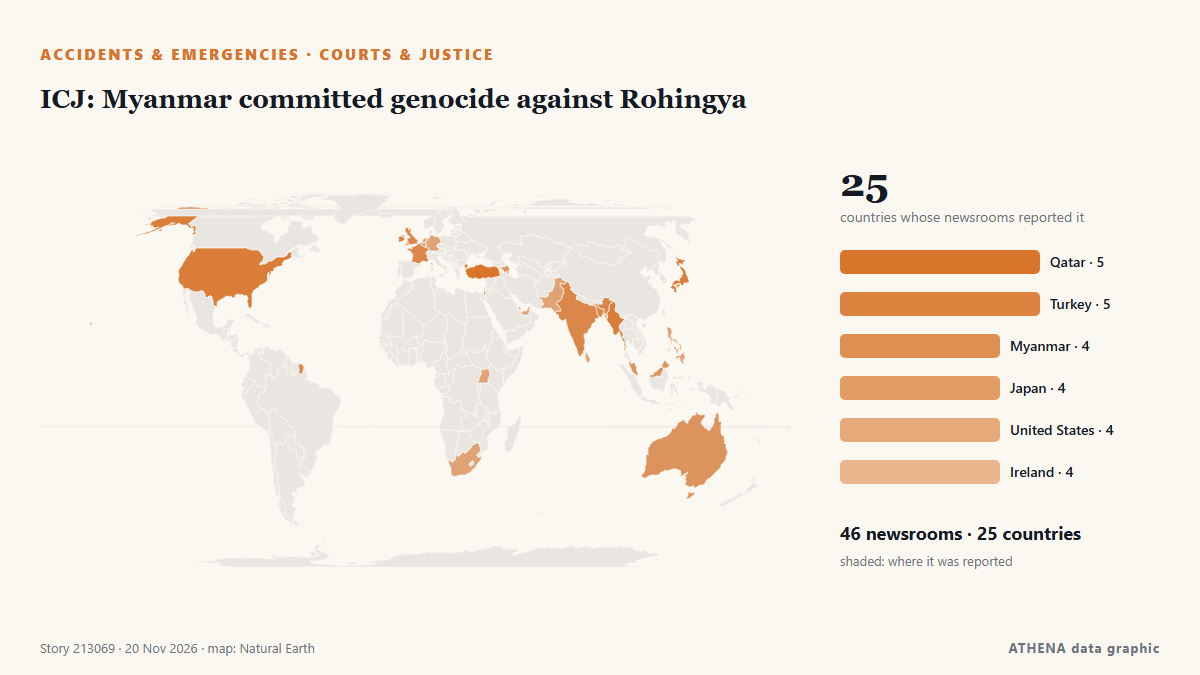 ACCIDENTS & EMERGENCIES · COURTS & JUSTICE
ICJ: Myanmar committed genocide against Rohingya
25
countries whose newsrooms reported it
Qatar · 5
Turkey · 5
Myanmar · 4
Japan · 4
United States · 4
Ireland · 4
46 newsrooms · 25 countries
shaded: where it was reported
Story 213069 · 20 Nov 2026 · map: Natural Earth
ATHENA data graphic